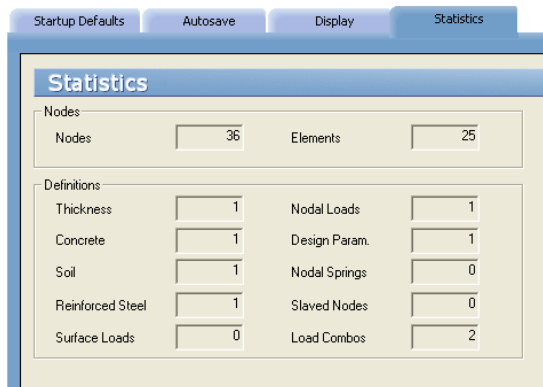 Startup Defaults Autosave Display Statistics
Statistics
Nodes
Nodes 36 Elements 25
Definitions
Thickness 1 Nodal Loads 1
Concrete 1 Design Param. 1
Soil 1 Nodal Springs 0
Reinforced Steel 1 Slaved Nodes 0
Surface Loads 0 Load Combos 2